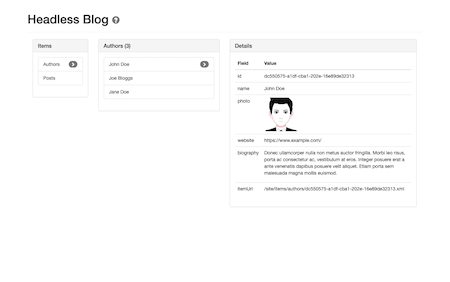 Headless Blog ?
Items
Authors
Posts
Authors (3)
John Doe
Joe Bloggs
Jane Doe
Details
Field Value
id dc550575-a1df-cba1-202e-16e89de32313
name John Doe
photo
website https://www.example.com/
biography Donec ullamcorper nulla non metus auctor fringilla. Morbi leo risus,
porta ac consectetur ac, vestibulum at eros. Integer posuere erat a
ante venenatis dapibus posuere velit aliquet. Etiam porta sem
malesuada magna mollis euismod.
itemUrl /site/items/authors/dc550575-a1df-cba1-202e-16e89de32313.xml